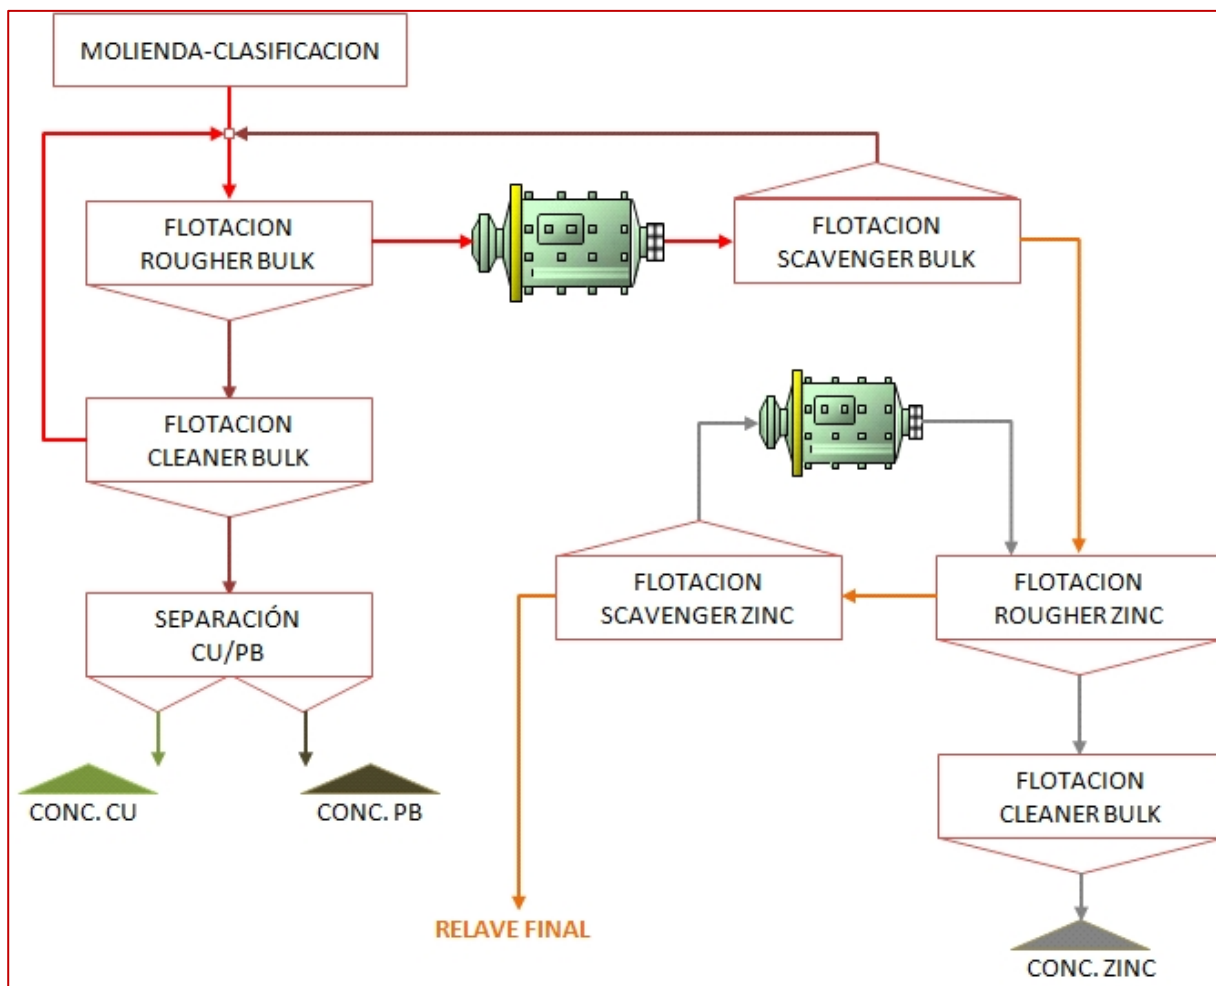 MOLIENDA-CLASIFICACION
FLOTACION
ROUGHER BULK
FLOTACION
SCAVENGER BULK
FLOTACION
CLEANER BULK
FLOTACION
SCAVENGER ZINC
FLOTACION
ROUGHER ZINC
SEPARACIÓN
CU/PB
FLOTACION
CLEANER BULK
CONC. CU
CONC. PB
RELAVE FINAL
CONC. ZINC